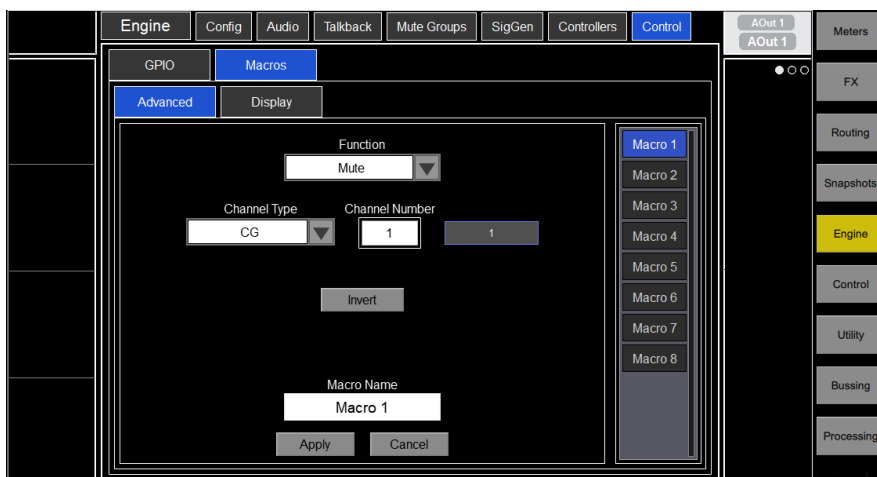 Engine
Config
Audio
Talkback
Mute Groups
SigGen
Controllers
Control
AOut 1
AOut 1
Meters
GPIO
Macros
FX
Advanced
Display
Function
Mute
Macro 1
Macro 2
Macro 3
Macro 4
Macro 5
Macro 6
Macro 7
Macro 8
Channel Type
Channel Number
CG
1
1
Invert
Macro Name
Macro 1
Apply
Cancel
Routing
Snapshots
Engine
Control
Utility
Bussing
Processing